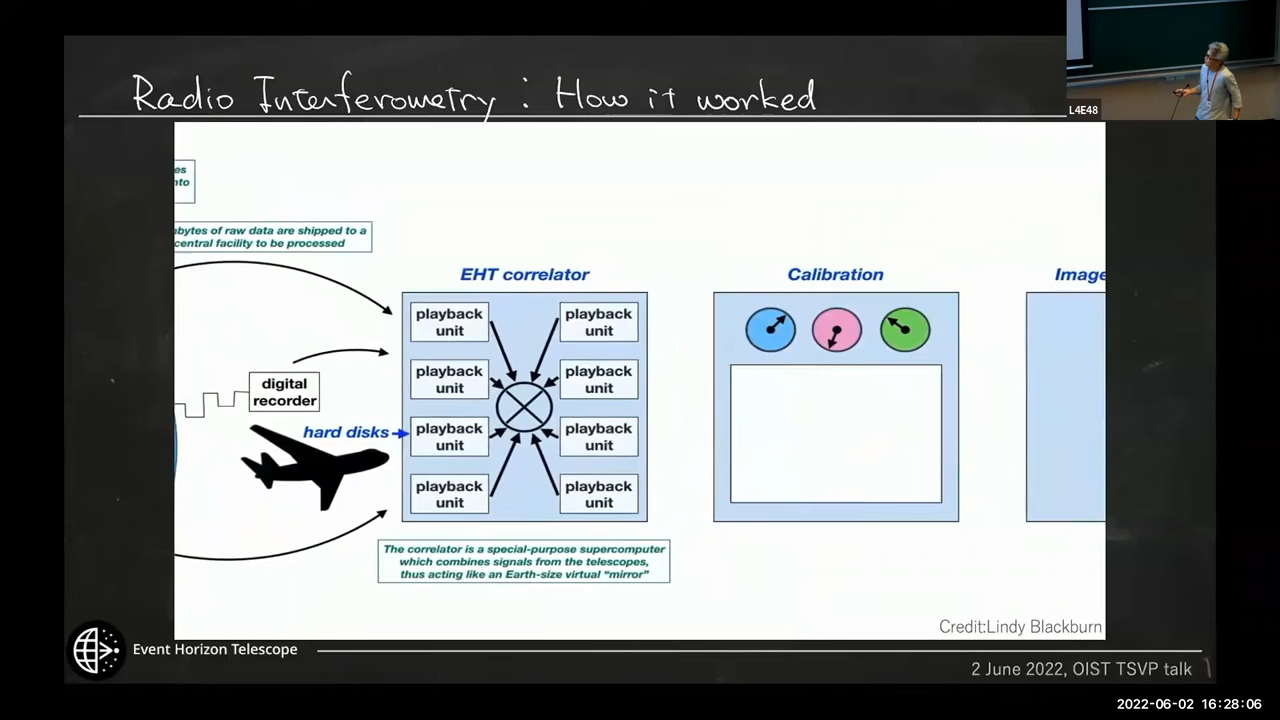 Radio Interferometry : How it worked
L4E48
es
nto
abytes of raw data are shipped to a
central facility to be processed
EHT correlator
Calibration
Image
playback
unit
playback
unit
playback
unit
playback
unit
digital
recorder
hard disks
playback
unit
playback
unit
playback
unit
playback
unit
The correlator is a special-purpose supercomputer
which combines signals from the telescopes,
thus acting like an Earth-size virtual “mirror”
Credit:Lindy Blackburn
Event Horizon Telescope
2 June 2022, OIST TSVP talk
2022-06-02 16:28:06